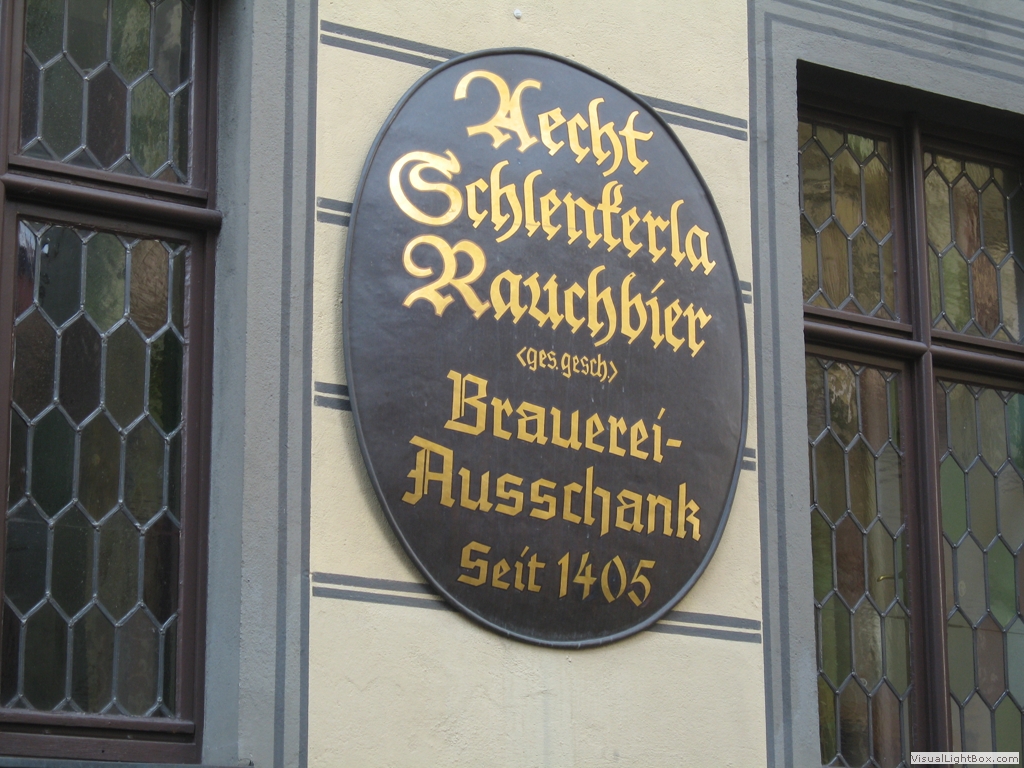 Aecht
Schlenkerla
Rauchbier
<ges.gesch.>
Brauerei-
Ausschank
Seit 1405
VisualLightBox.com